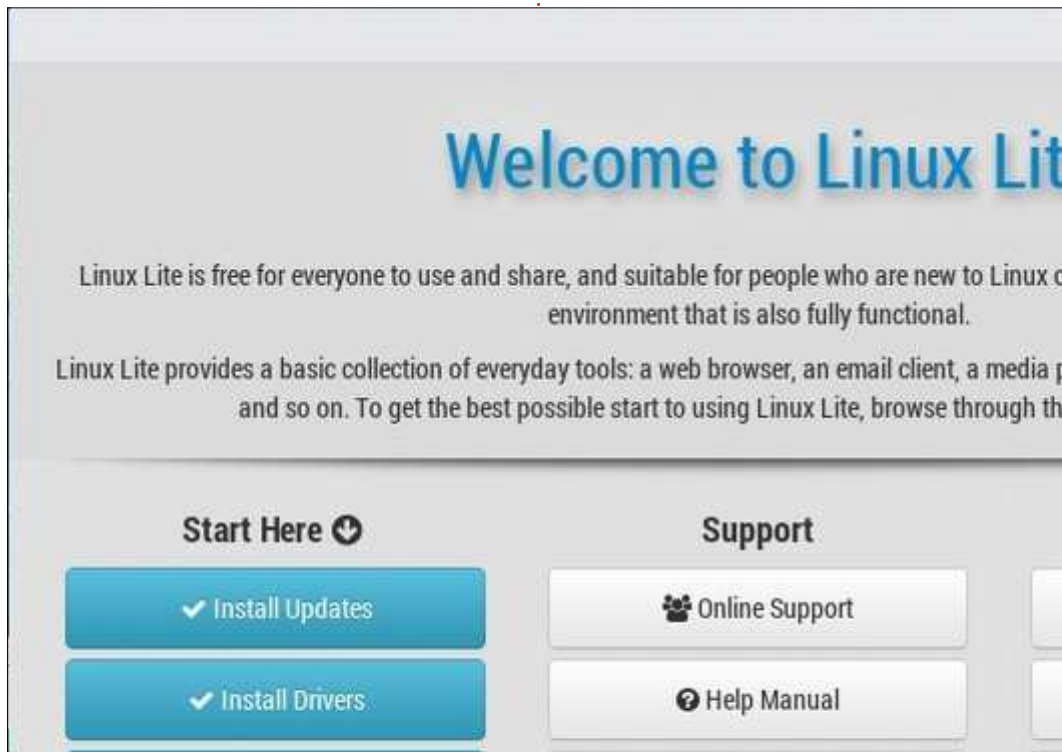 Welcome to Linux Lit
Linux Lite is free for everyone to use and share, and suitable for people who are new to Linux
environment that is also fully functional.
Linux Lite provides a basic collection of everyday tools: a web browser, an email client, a media
and so on. To get the best possible start to using Linux Lite, browse through th
Start Here
Support
Install Updates
Online Support
Install Drivers
Help Manual